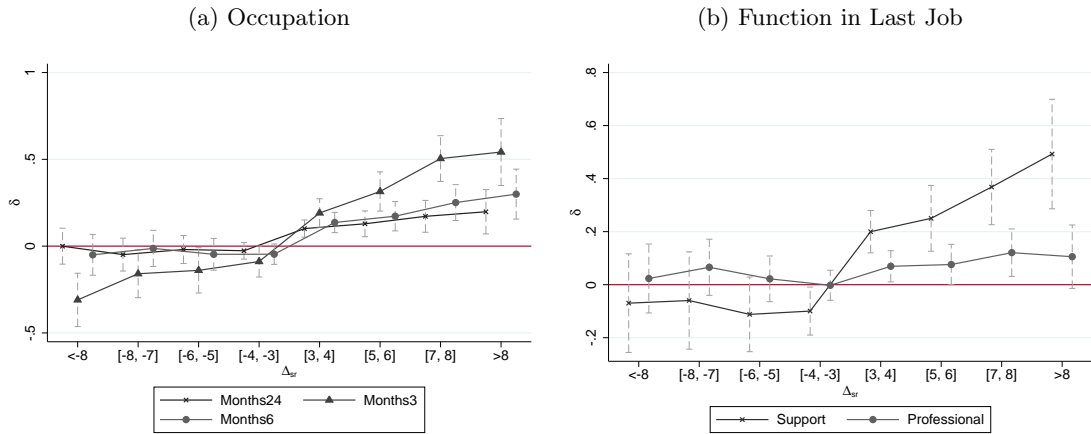 (a) Occupation
(b) Function in Last Job
1
.5
0
-.5
δ
<-8
[-8, -7]
[-6, -5]
[-4, -3]
[3, 4]
[5, 6]
[7, 8]
>8
Δsr
Months24
Months3
Months6
.8
.6
.4
.2
0
-.2
δ
<-8
[-8, -7]
[-6, -5]
[-4, -3]
[3, 4]
[5, 6]
[7, 8]
>8
Δsr
Support
Professional